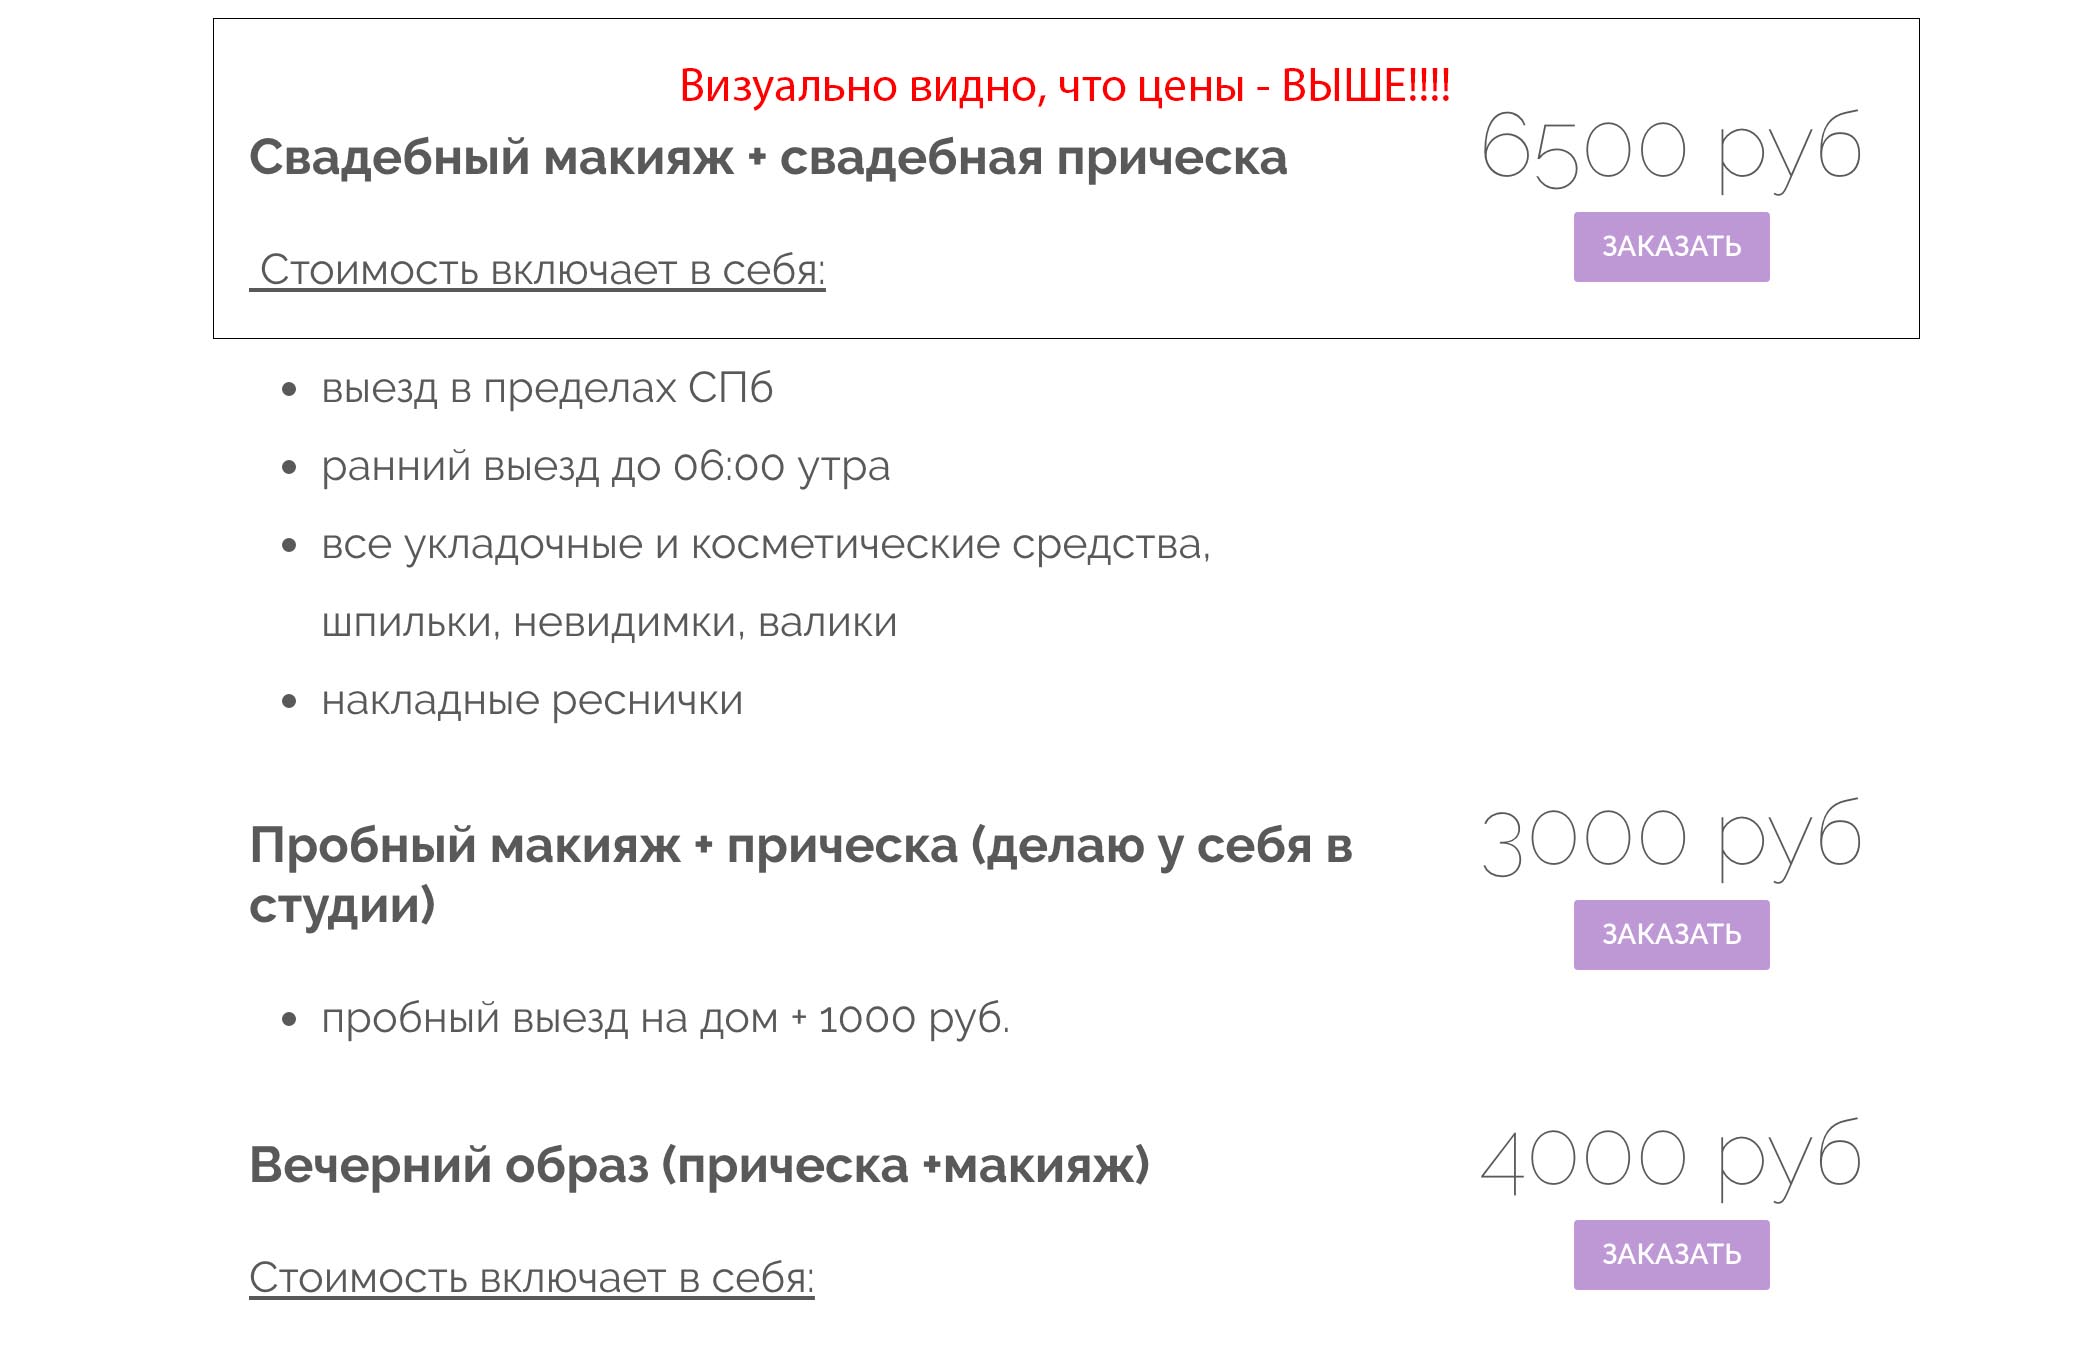 Визуально видно, что цены - ВЫШЕ!!!!
Свадебный макияж + свадебная прическа
6500 руб
ЗАКАЗАТЬ
Стоимость включает в себя:
• выезд в пределах СПб
• ранний выезд до 06:00 утра
• все укладочные и косметические средства,
шпильки, невидимки, валики
• накладные реснички
Пробный макияж + прическа (делаю у себя в
студии)
3000 руб
ЗАКАЗАТЬ
• пробный выезд на дом + 1000 руб.
Вечерний образ (прическа +макияж)
4000 руб
ЗАКАЗАТЬ
Стоимость включает в себя: